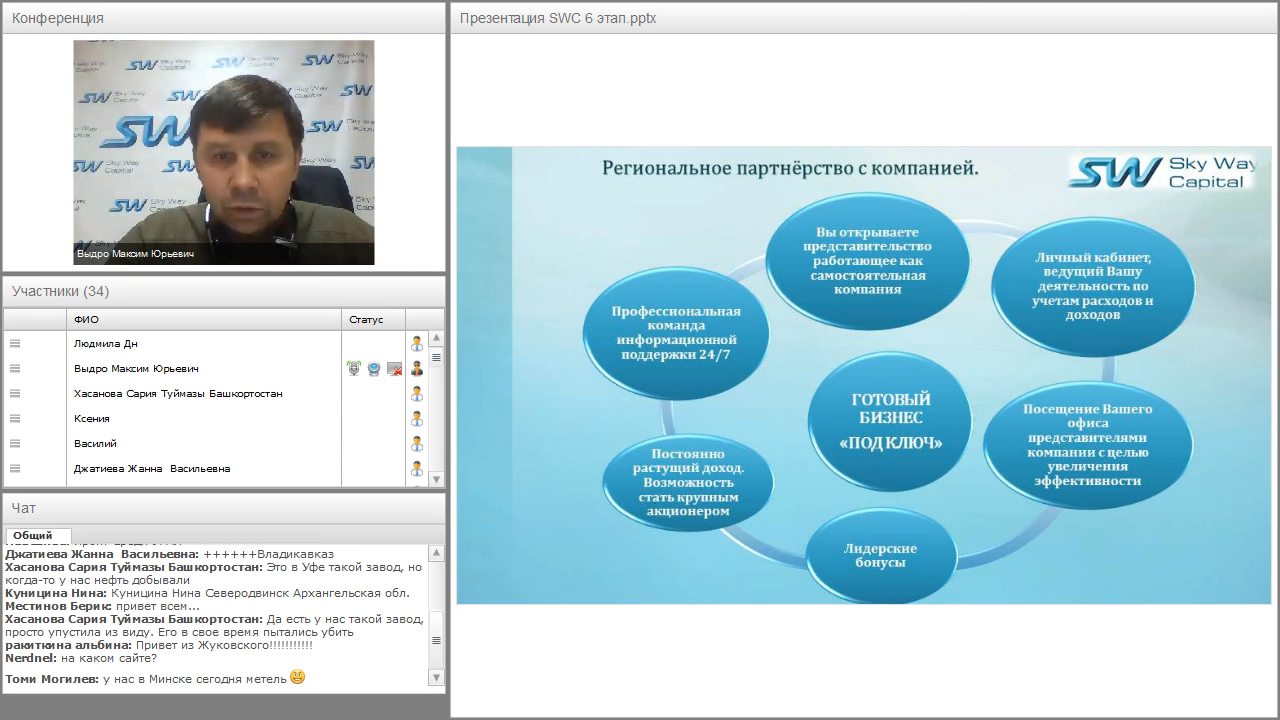 Конференция
SW Sky Way Capital
Выдро Максим Юрьевич
Участники (34)
ФИО
Статус
Людмила Дн
Выдро Максим Юрьевич
Хасанова Сария Туймазы Башкортостан
Ксения
Василий
Джатиева Жанна Васильевна
Чат
Общий
Джатиева Жанна Васильевна: ++++++Владикавказ
Хасанова Сария Туймазы Башкортостан: Это в Уфе такой завод, но
когда-то у нас нефть добывали
Куницина Нина: Куницина Нина Северодвинск Архангельская обл.
Местинов Берик: привет всем...
Хасанова Сария Туймазы Башкортостан: Да есть у нас такой завод,
просто упустила из виду. Его в свое время пытались убить
ракиткина альбина: Привет из Жуковского!!!!!!!!!!!
Nerdnel: на каком сайте?
Томи Могилев: у нас в Минске сегодня метель
Презентация SWC 6 этап.pptx
Региональное партнёрство с компанией.
SW Sky Way
Capital
Вы открываете
представительство
работающее как
самостоятельная
компания
Личный кабинет,
ведущий Вашу
деятельность по
учетам расходов и
доходов
Профессиональная
команда
информационной
поддержки 24/7
ГОТОВЫЙ
БИЗНЕС
«ПОД КЛЮЧ»
Посещение Вашего
офиса
представителями
компании с целью
увеличения
эффективности
Постоянно
растущий доход.
Возможность
стать крупным
акционером
Лидерские
бонусы